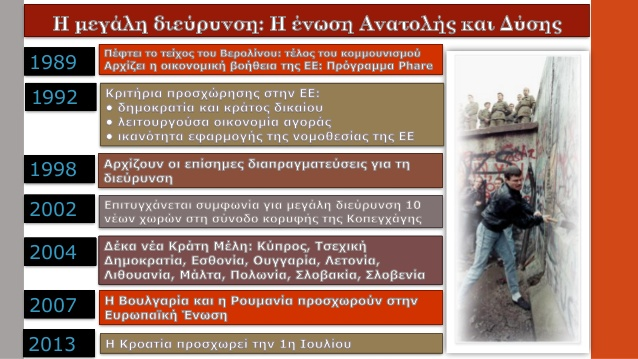 Η μεγάλη διεύρυνση: Η ένωση Ανατολής και Δύσης
1989
Πέφτει το τείχος του Βερολίνου: τέλος του κομμουνισμού
Αρχίζει η οικονομική βοήθεια της ΕΕ: Πρόγραμμα Phare
1992
Κριτήρια προσχώρησης στην ΕΕ:
• δημοκρατία και κράτος δικαίου
• λειτουργούσα οικονομία αγοράς
• ικανότητα εφαρμογής της νομοθεσίας της ΕΕ
1998
Αρχίζουν οι επίσημες διαπραγματεύσεις για τη
διεύρυνση
2002
Επιτυγχάνεται συμφωνία για μεγάλη διεύρυνση 10
νέων χωρών στη σύνοδο κορυφής της Κοπεγχάγης
2004
Δέκα νέα Κράτη Μέλη: Κύπρος, Τσεχική
Δημοκρατία, Εσθονία, Ουγγαρία, Λετονία,
Λιθουανία, Μάλτα, Πολωνία, Σλοβακία, Σλοβενία
2007
Η Βουλγαρία και η Ρουμανία προσχωρούν στην
Ευρωπαϊκή Ένωση
2013
Η Κροατία προσχωρεί την 1η Ιουλίου